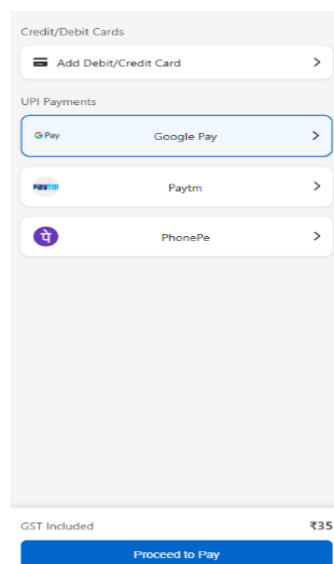 Credit/Debit Cards
Add Debit/Credit Card
UPI Payments
G Pay Google Pay
Paytm Paytm
पे PhonePe
GST Included ₹35
Proceed to Pay